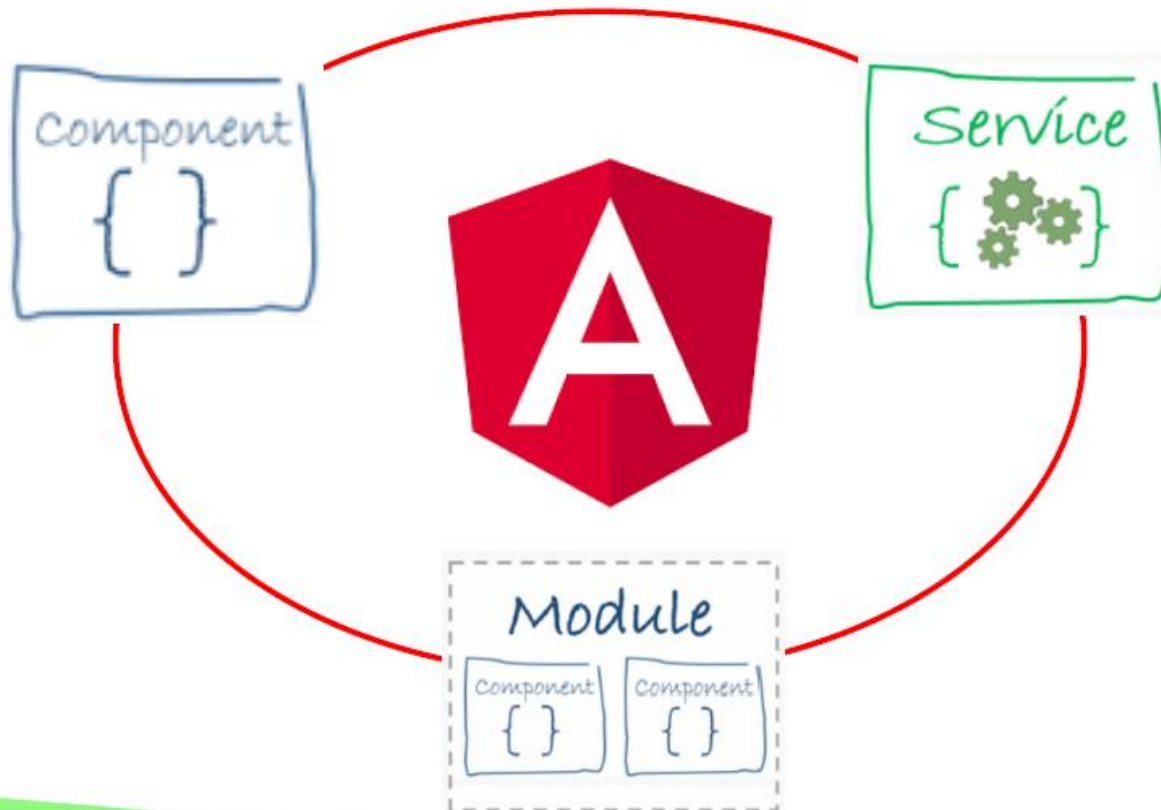 Component
{ }
Service
{ }
A
Module
Component
{ }
Component
{ }